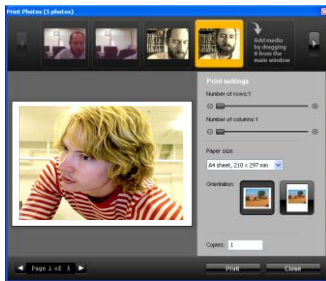 Print Photos (5 photos)
Add media
by dragging
it from the
main window
Print settings
Number of rows:1
Number of columns:1
Paper size:
A4 sheet, 210 x 297 mm
Orientation:
Copies: 1
Page 1 of 5
Print
Close